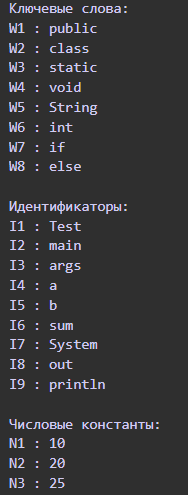 Ключевые слова:
W1 : public
W2 : class
W3 : static
W4 : void
W5 : String
W6 : int
W7 : if
W8 : else

Идентификаторы:
I1 : Test
I2 : main
I3 : args
I4 : a
I5 : b
I6 : sum
I7 : System
I8 : out
I9 : println

Числовые константы:
N1 : 10
N2 : 20
N3 : 25